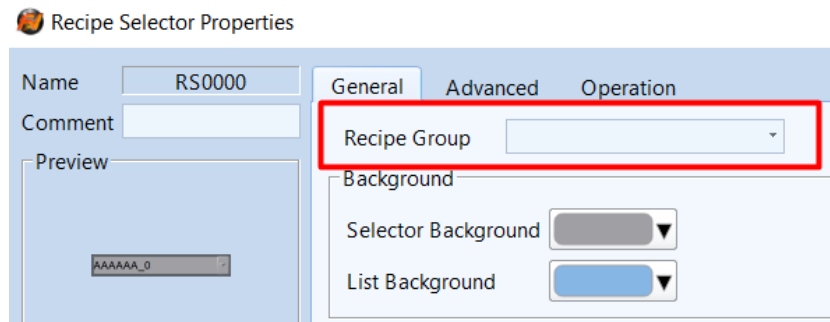 Recipe Selector Properties
Name RS0000
Comment
Preview
AAAAAA_0
General Advanced Operation
Recipe Group
Background
Selector Background
List Background